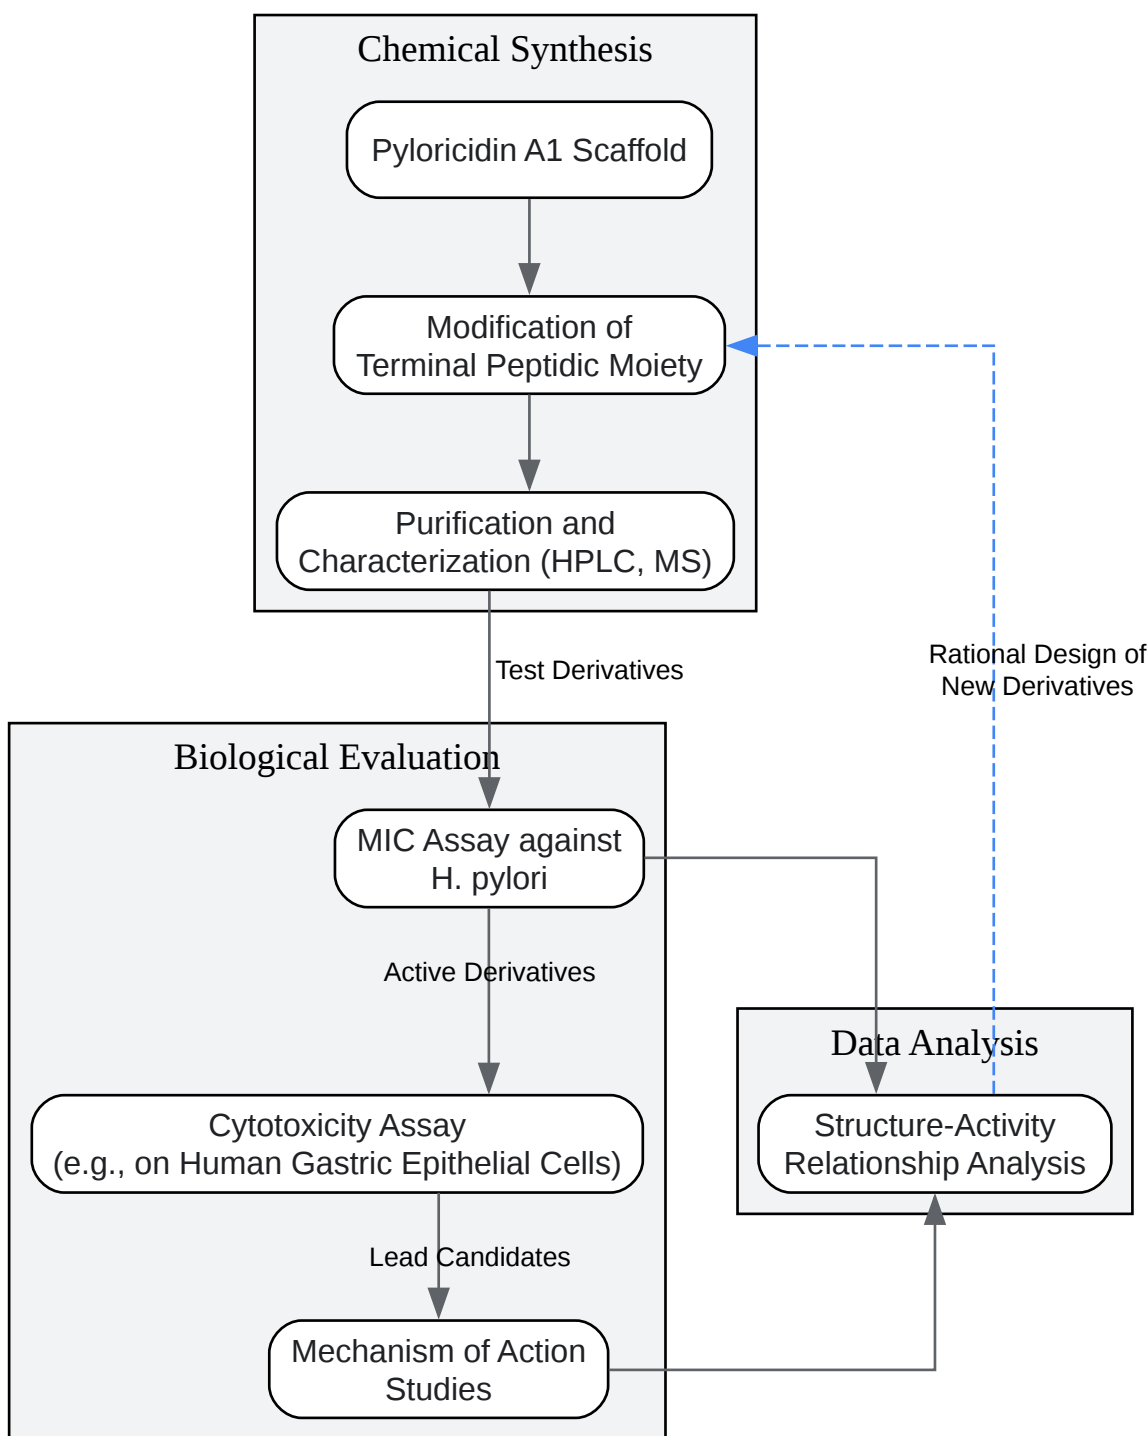 Chemical Synthesis
Pyloricidin A1 Scaffold
Modification of
Terminal Peptidic Moiety
Purification and
Characterization (HPLC, MS)
Test Derivatives
Rational Design of
New Derivatives
Biological Evaluation
MIC Assay against
H. pylori
Active Derivatives
Data Analysis
Structure-Activity
Relationship Analysis
Cytotoxicity Assay
(e.g., on Human Gastric Epithelial Cells)
Lead Candidates
Mechanism of Action
Studies